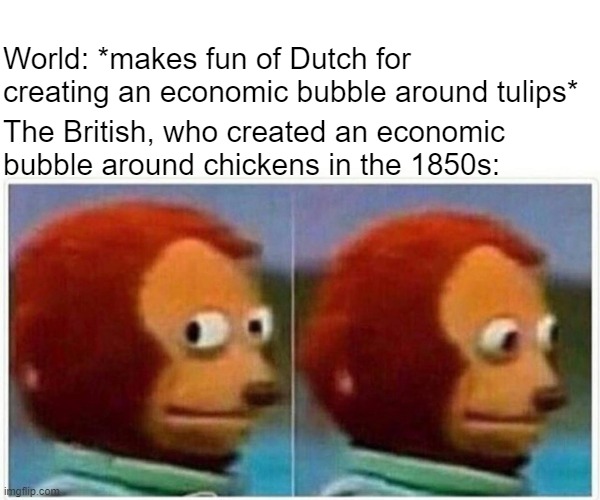 World: *makes fun of Dutch for
creating an economic bubble around tulips*
The British, who created an economic
bubble around chickens in the 1850s:
imgflip.com